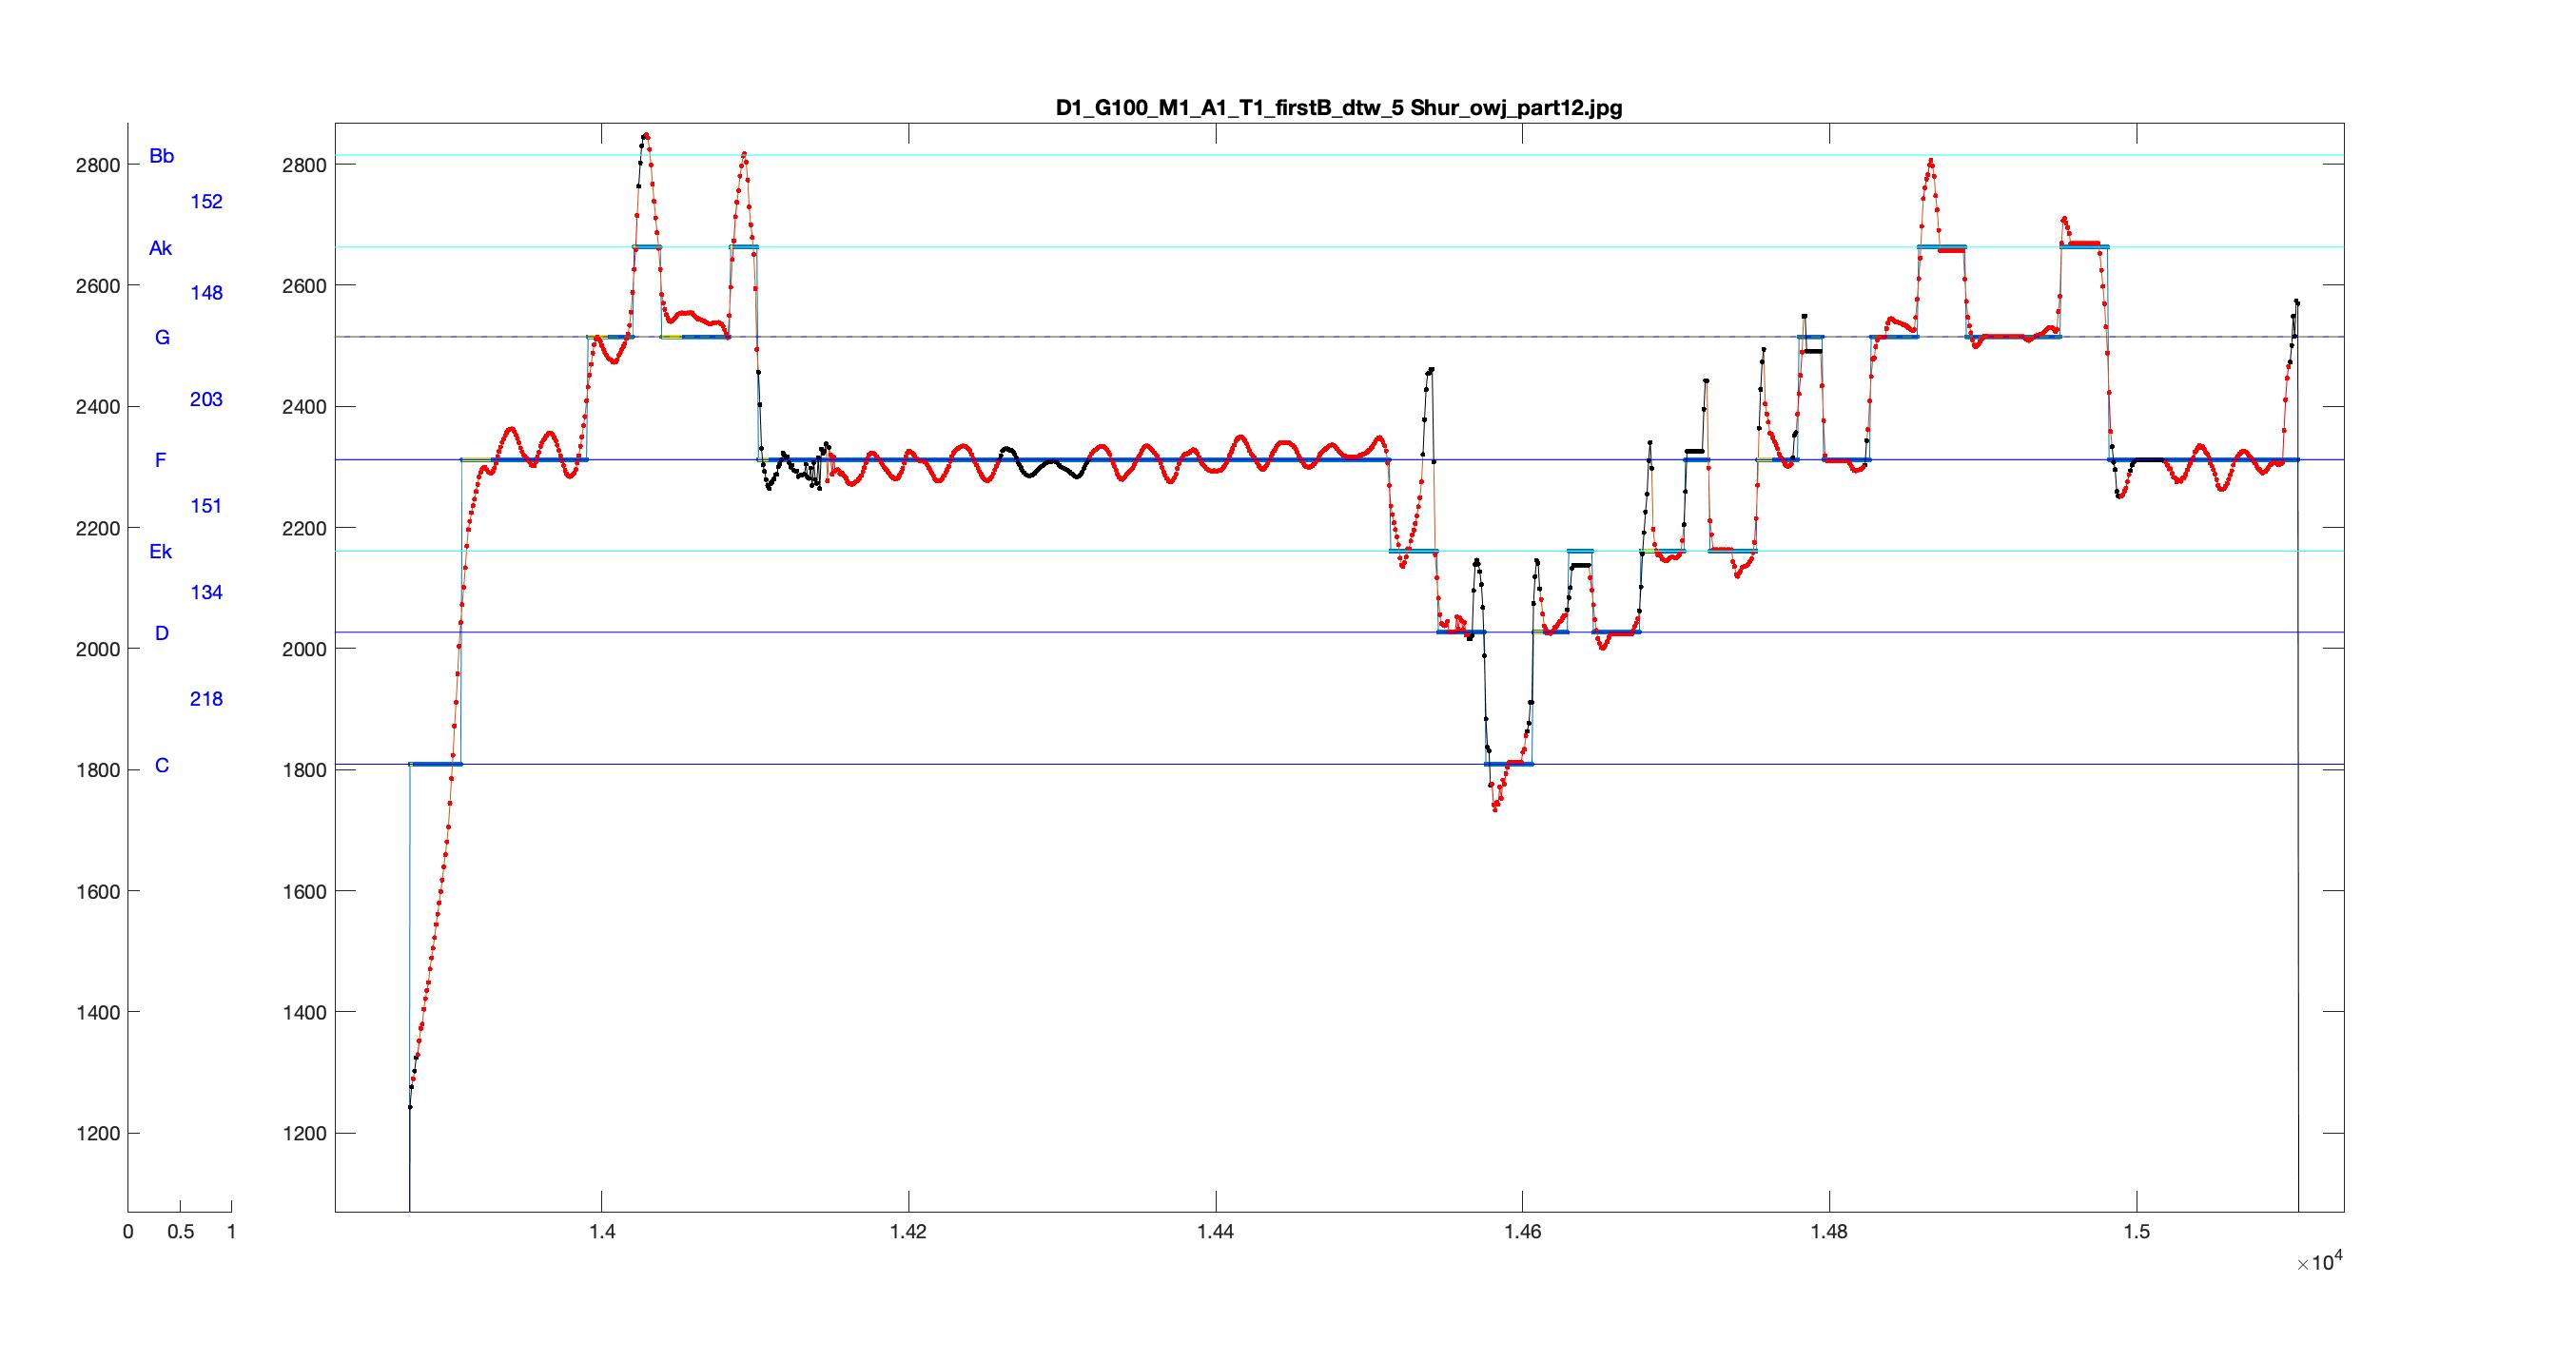 D1_G100_M1_A1_T1_firstB_dtw_5 Shur_owj_part12.jpg
2800 Bb 2800
152
Ak
2600 148 2600
G
2400 203 2400
F
151
2200 2200
Ek
134
2000 D 2000
218
1800 C 1800
1600 1600
1400 1400
1200 1200
0 0.5 1 1.4 1.42 1.44 1.46 1.48 1.5
×10^4